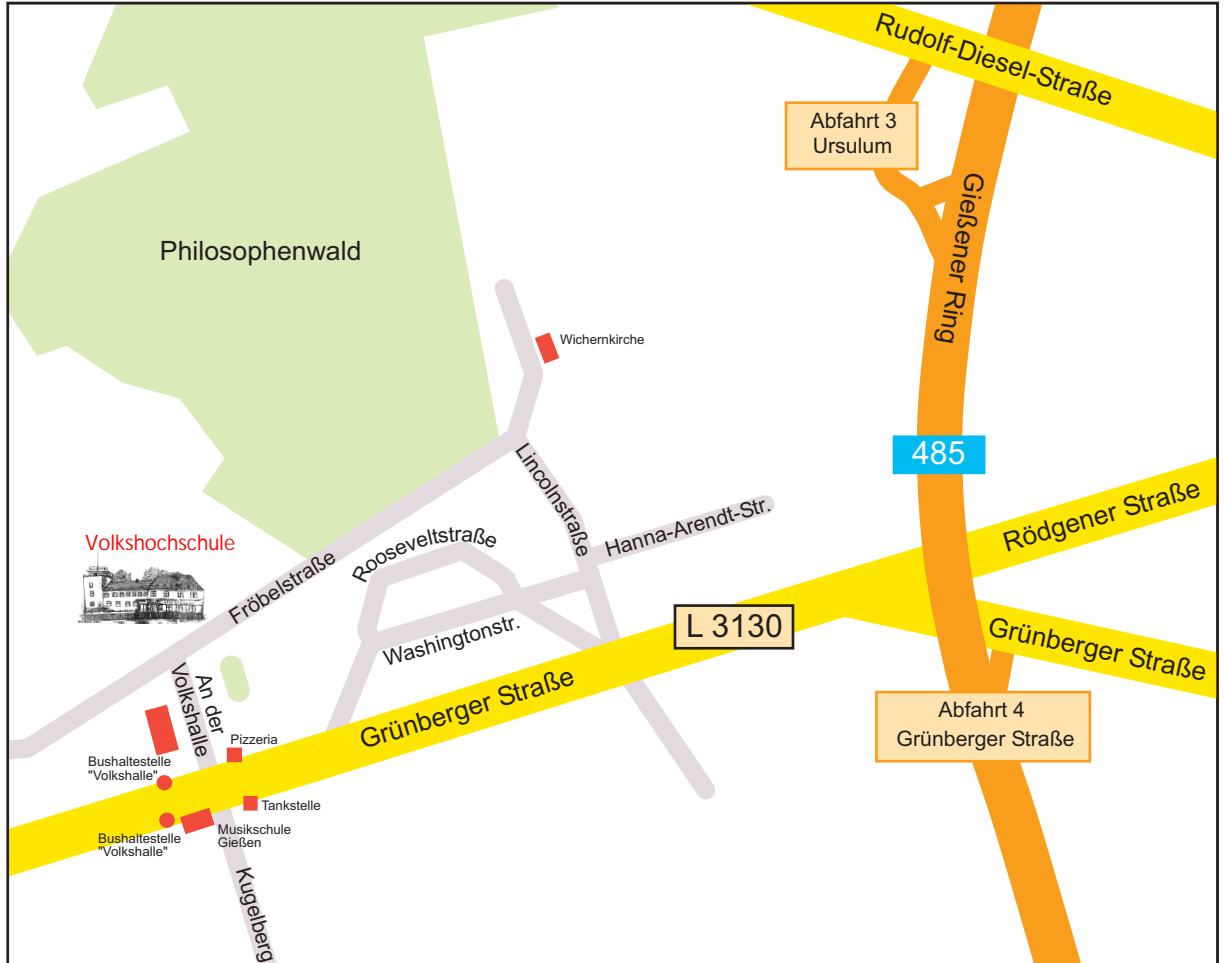 Rudolf-Diesel-Straße
Abfahrt 3
Ursulum
Gießener Ring
Philosophenwald
Wichernkirche
485
Lincolnstraße
Rödgener Straße
Hanna-Arendt-Str.
Volkshochschule
Rooseveltstraße
Fröbelstraße
L 3130
Washingtonstr.
Grünberger Straße
An der
Volkshalle
Grünberger Straße
Abfahrt 4
Grünberger Straße
Pizzeria
Bushaltestelle
"Volkshalle"
Tankstelle
Bushaltestelle
"Volkshalle"
Musikschule
Gießen
Kugelberg